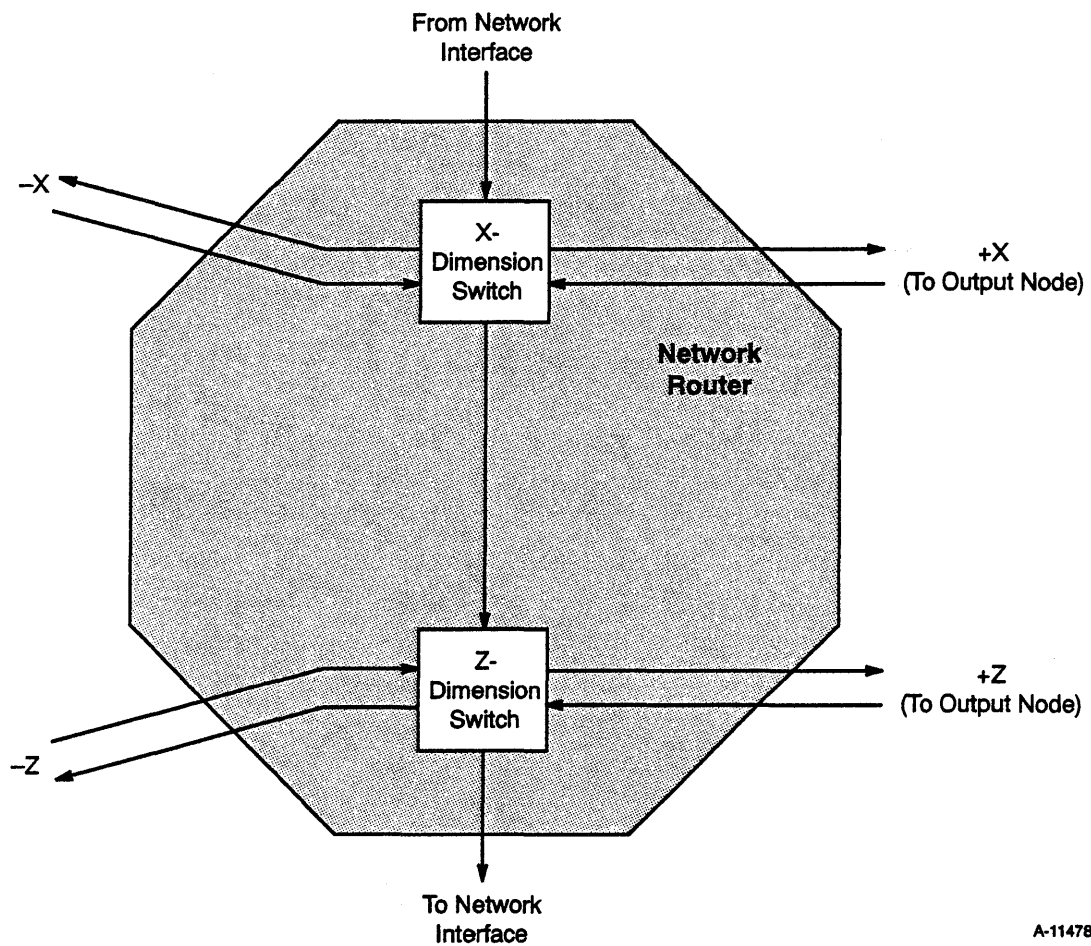 From Network
Interface
–X
X-
Dimension
Switch
+X
(To Output Node)
Network
Router
Z-
Dimension
Switch
+Z
(To Output Node)
–Z
To Network
Interface
A-11478